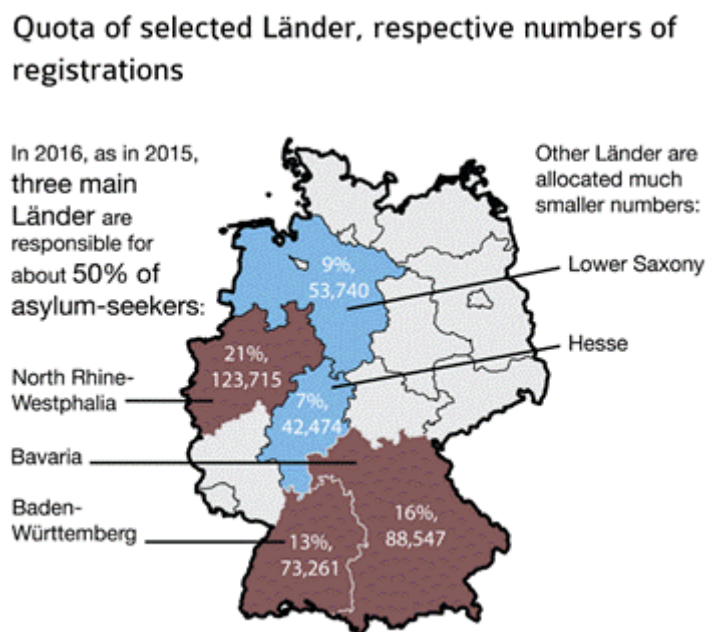 Quota of selected Länder, respective numbers of
registrations
In 2016, as in 2015,
three main
Länder are
responsible for
about 50% of
asylum-seekers:
Other Länder are
allocated much
smaller numbers:
9%,
53,740
Lower Saxony
21%,
123,715
Hesse
North Rhine-
Westphalia
7%,
42,474
Bavaria
Baden-
Württemberg
16%,
88,547
13%,
73,261